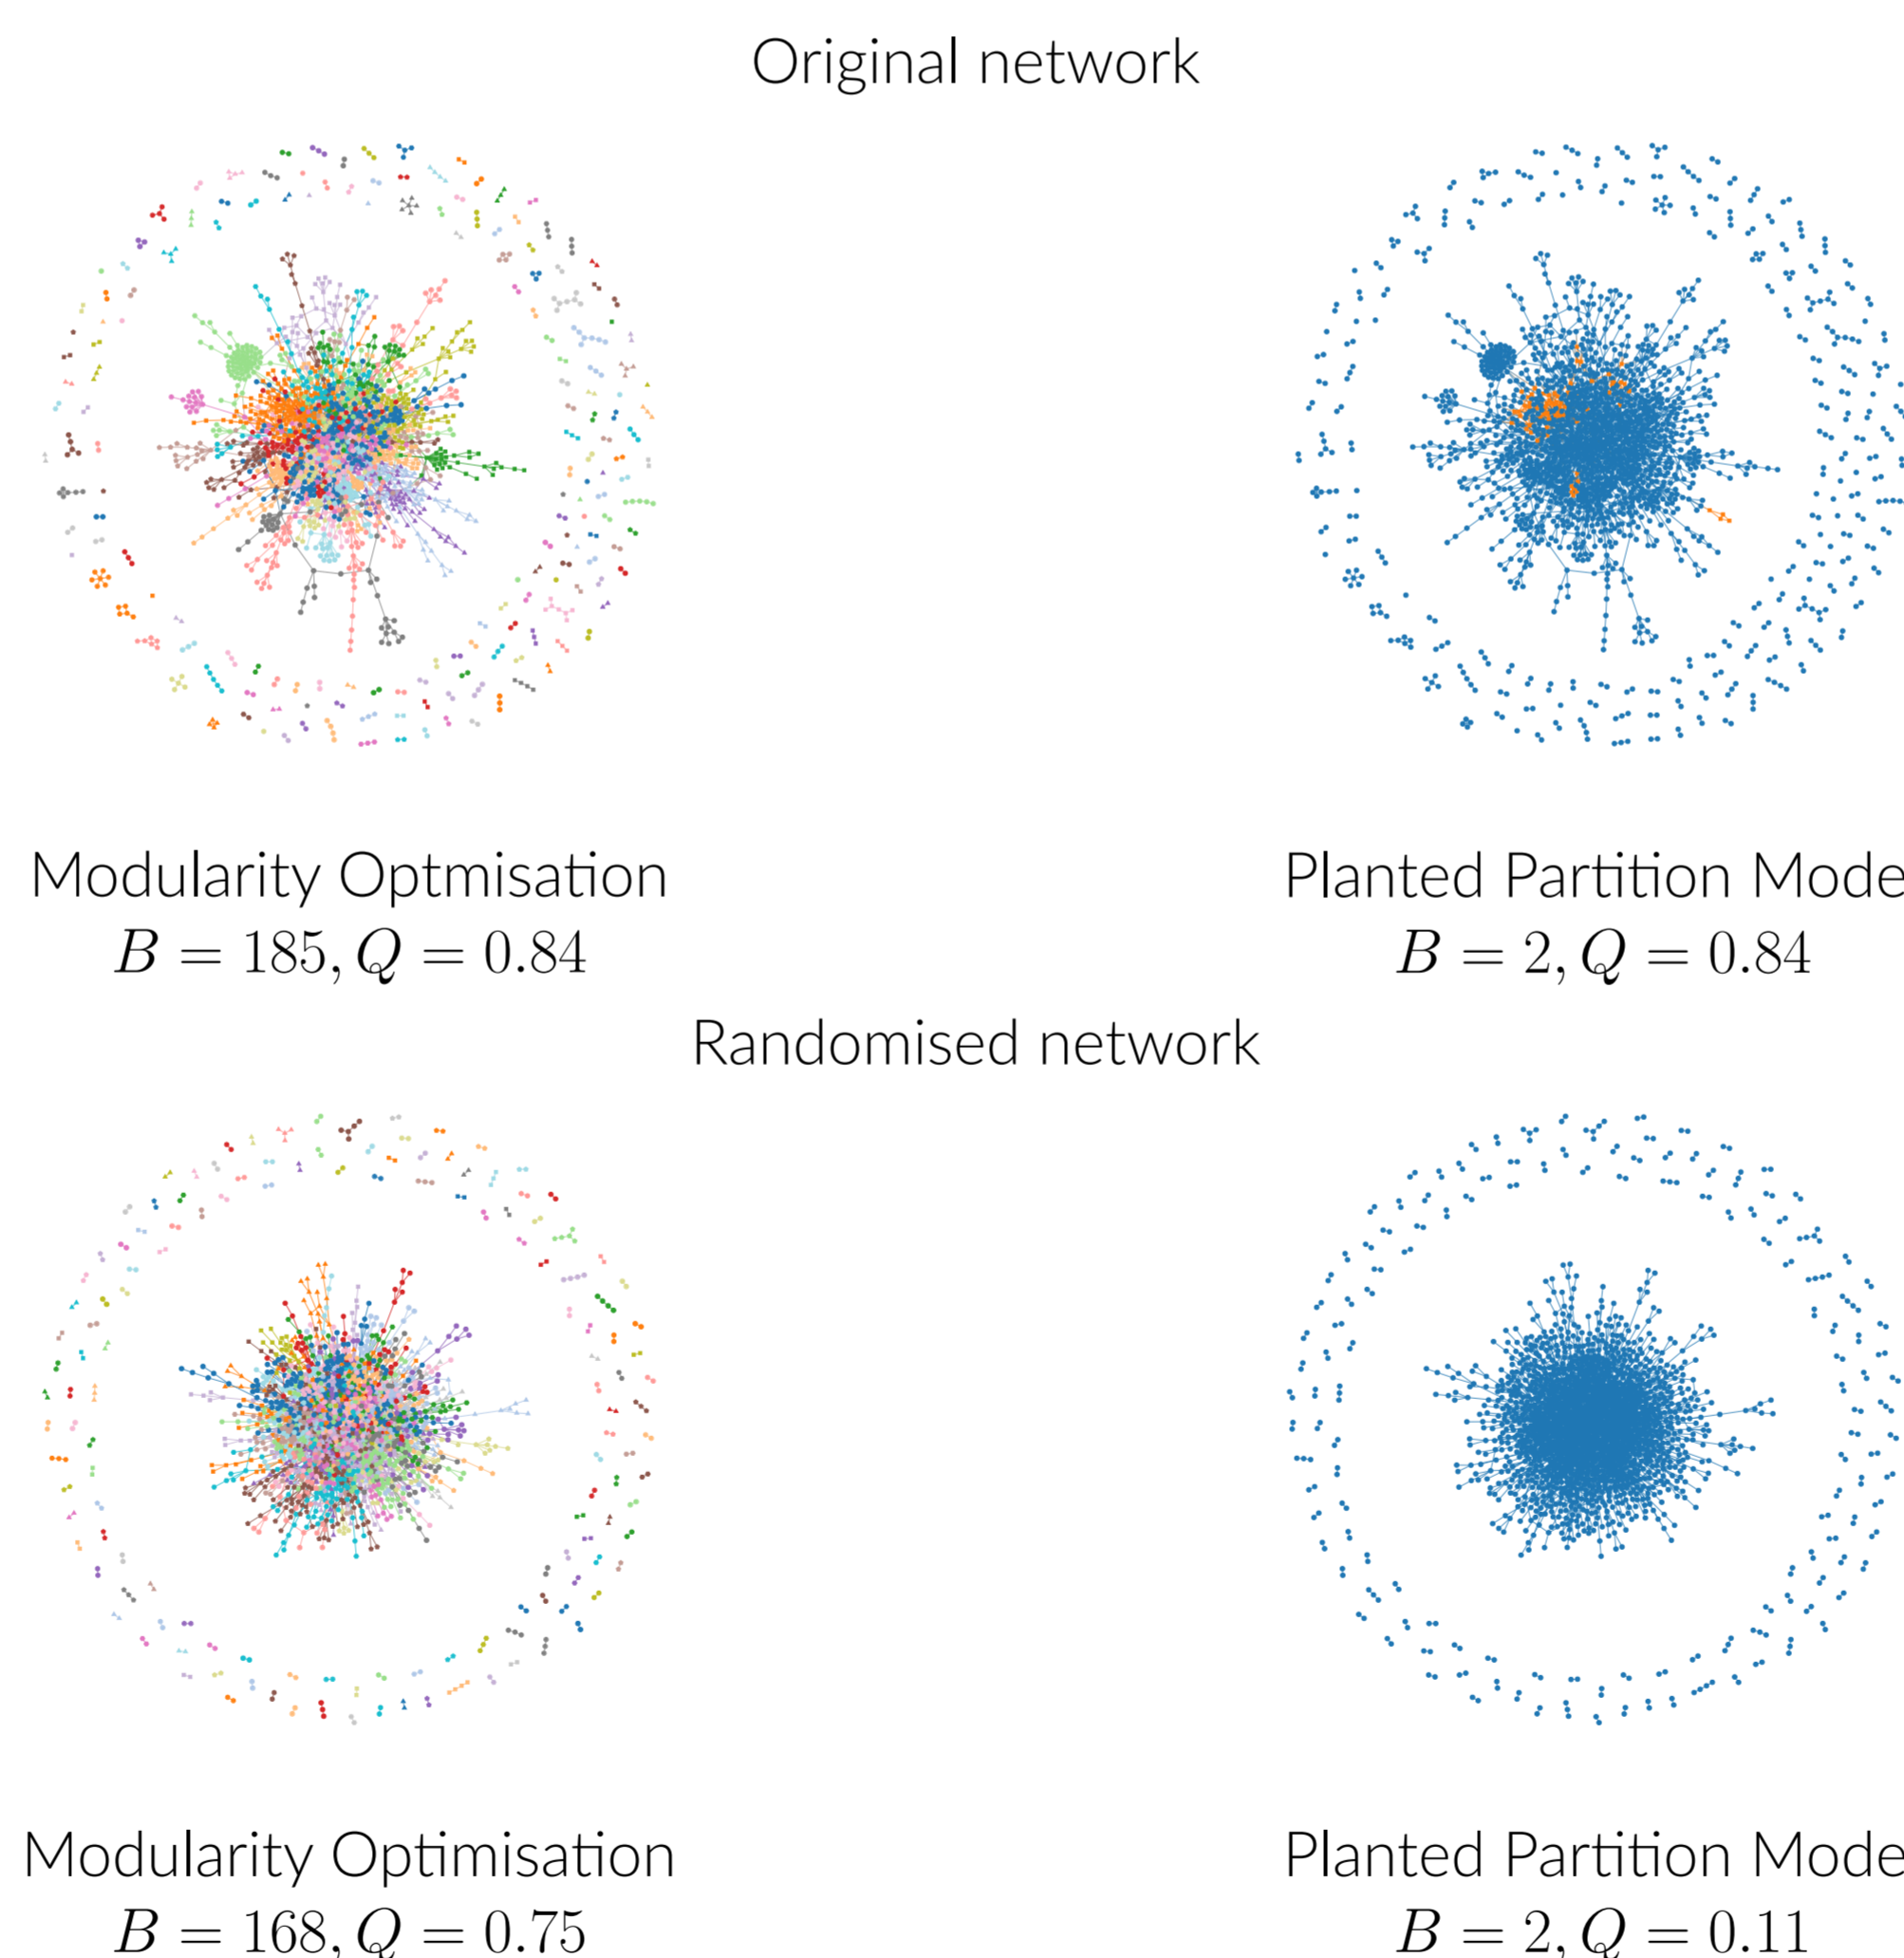 Original network
Modularity Optmisation
Planted Partition Mode
B = 185, Q = 0.84
B = 2, Q = 0.84
Randomised network
Modularity Optimisation
Planted Partition Mode
B = 168, Q = 0.75
B = 2, Q = 0.11